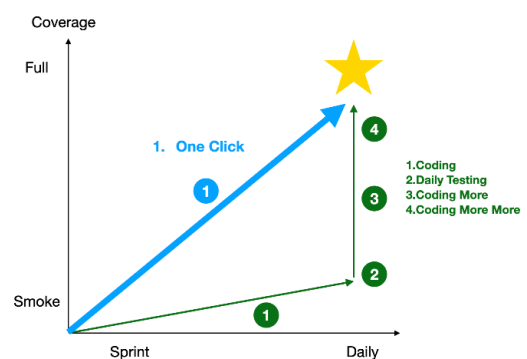 Coverage
Full
4
1. One Click
1.Coding
2.Daily Testing
3.Coding More
4.Coding More More
1
3
2
Smoke
1
Sprint
Daily